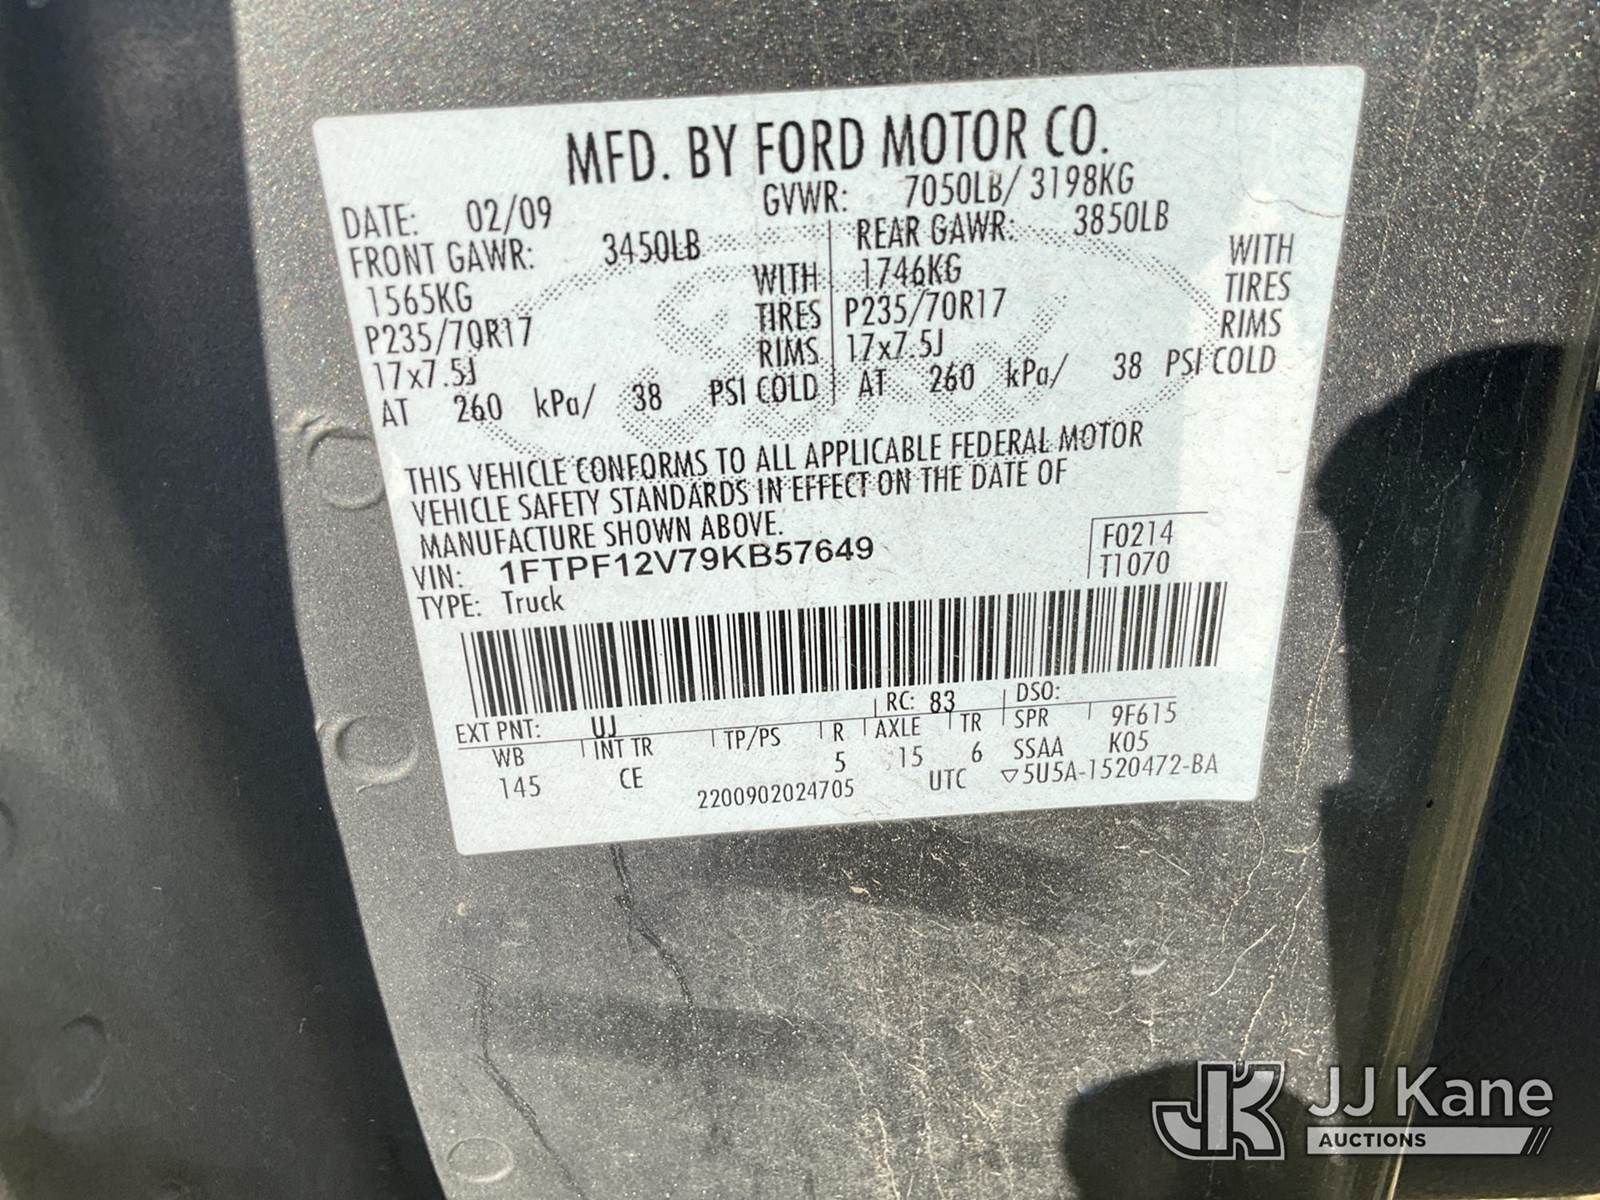 MFD. BY FORD MOTOR CO.
DATE: 02/09 GVWR: 7050LB/ 3198KG
FRONT GAWR: 3450LB REAR GAWR: 3850LB
1565KG WITH 1746KG WITH
P235/70R17 TIRES P235/70R17 TIRES
17x7.5J RIMS 17x7.5J RIMS
AT 260 kPa/ 38 PSI COLD AT 260 kPa/ 38 PSI COLD
THIS VEHICLE CONFORMS TO ALL APPLICABLE FEDERAL MOTOR
VEHICLE SAFETY STANDARDS IN EFFECT ON THE DATE OF
MANUFACTURE SHOWN ABOVE.
VIN: 1FTPF12V79KB57649 F0214
TYPE: Truck T1070
EXT PNT: UJ RC: 83 DSO:
WB INT TR TP/PS R AXLE TR SPR 9F615
145 CE 5 15 6 SSAA K05
2200902024705 UTC ▽5U5A-1520472-BA
JK JJ Kane
AUCTIONS